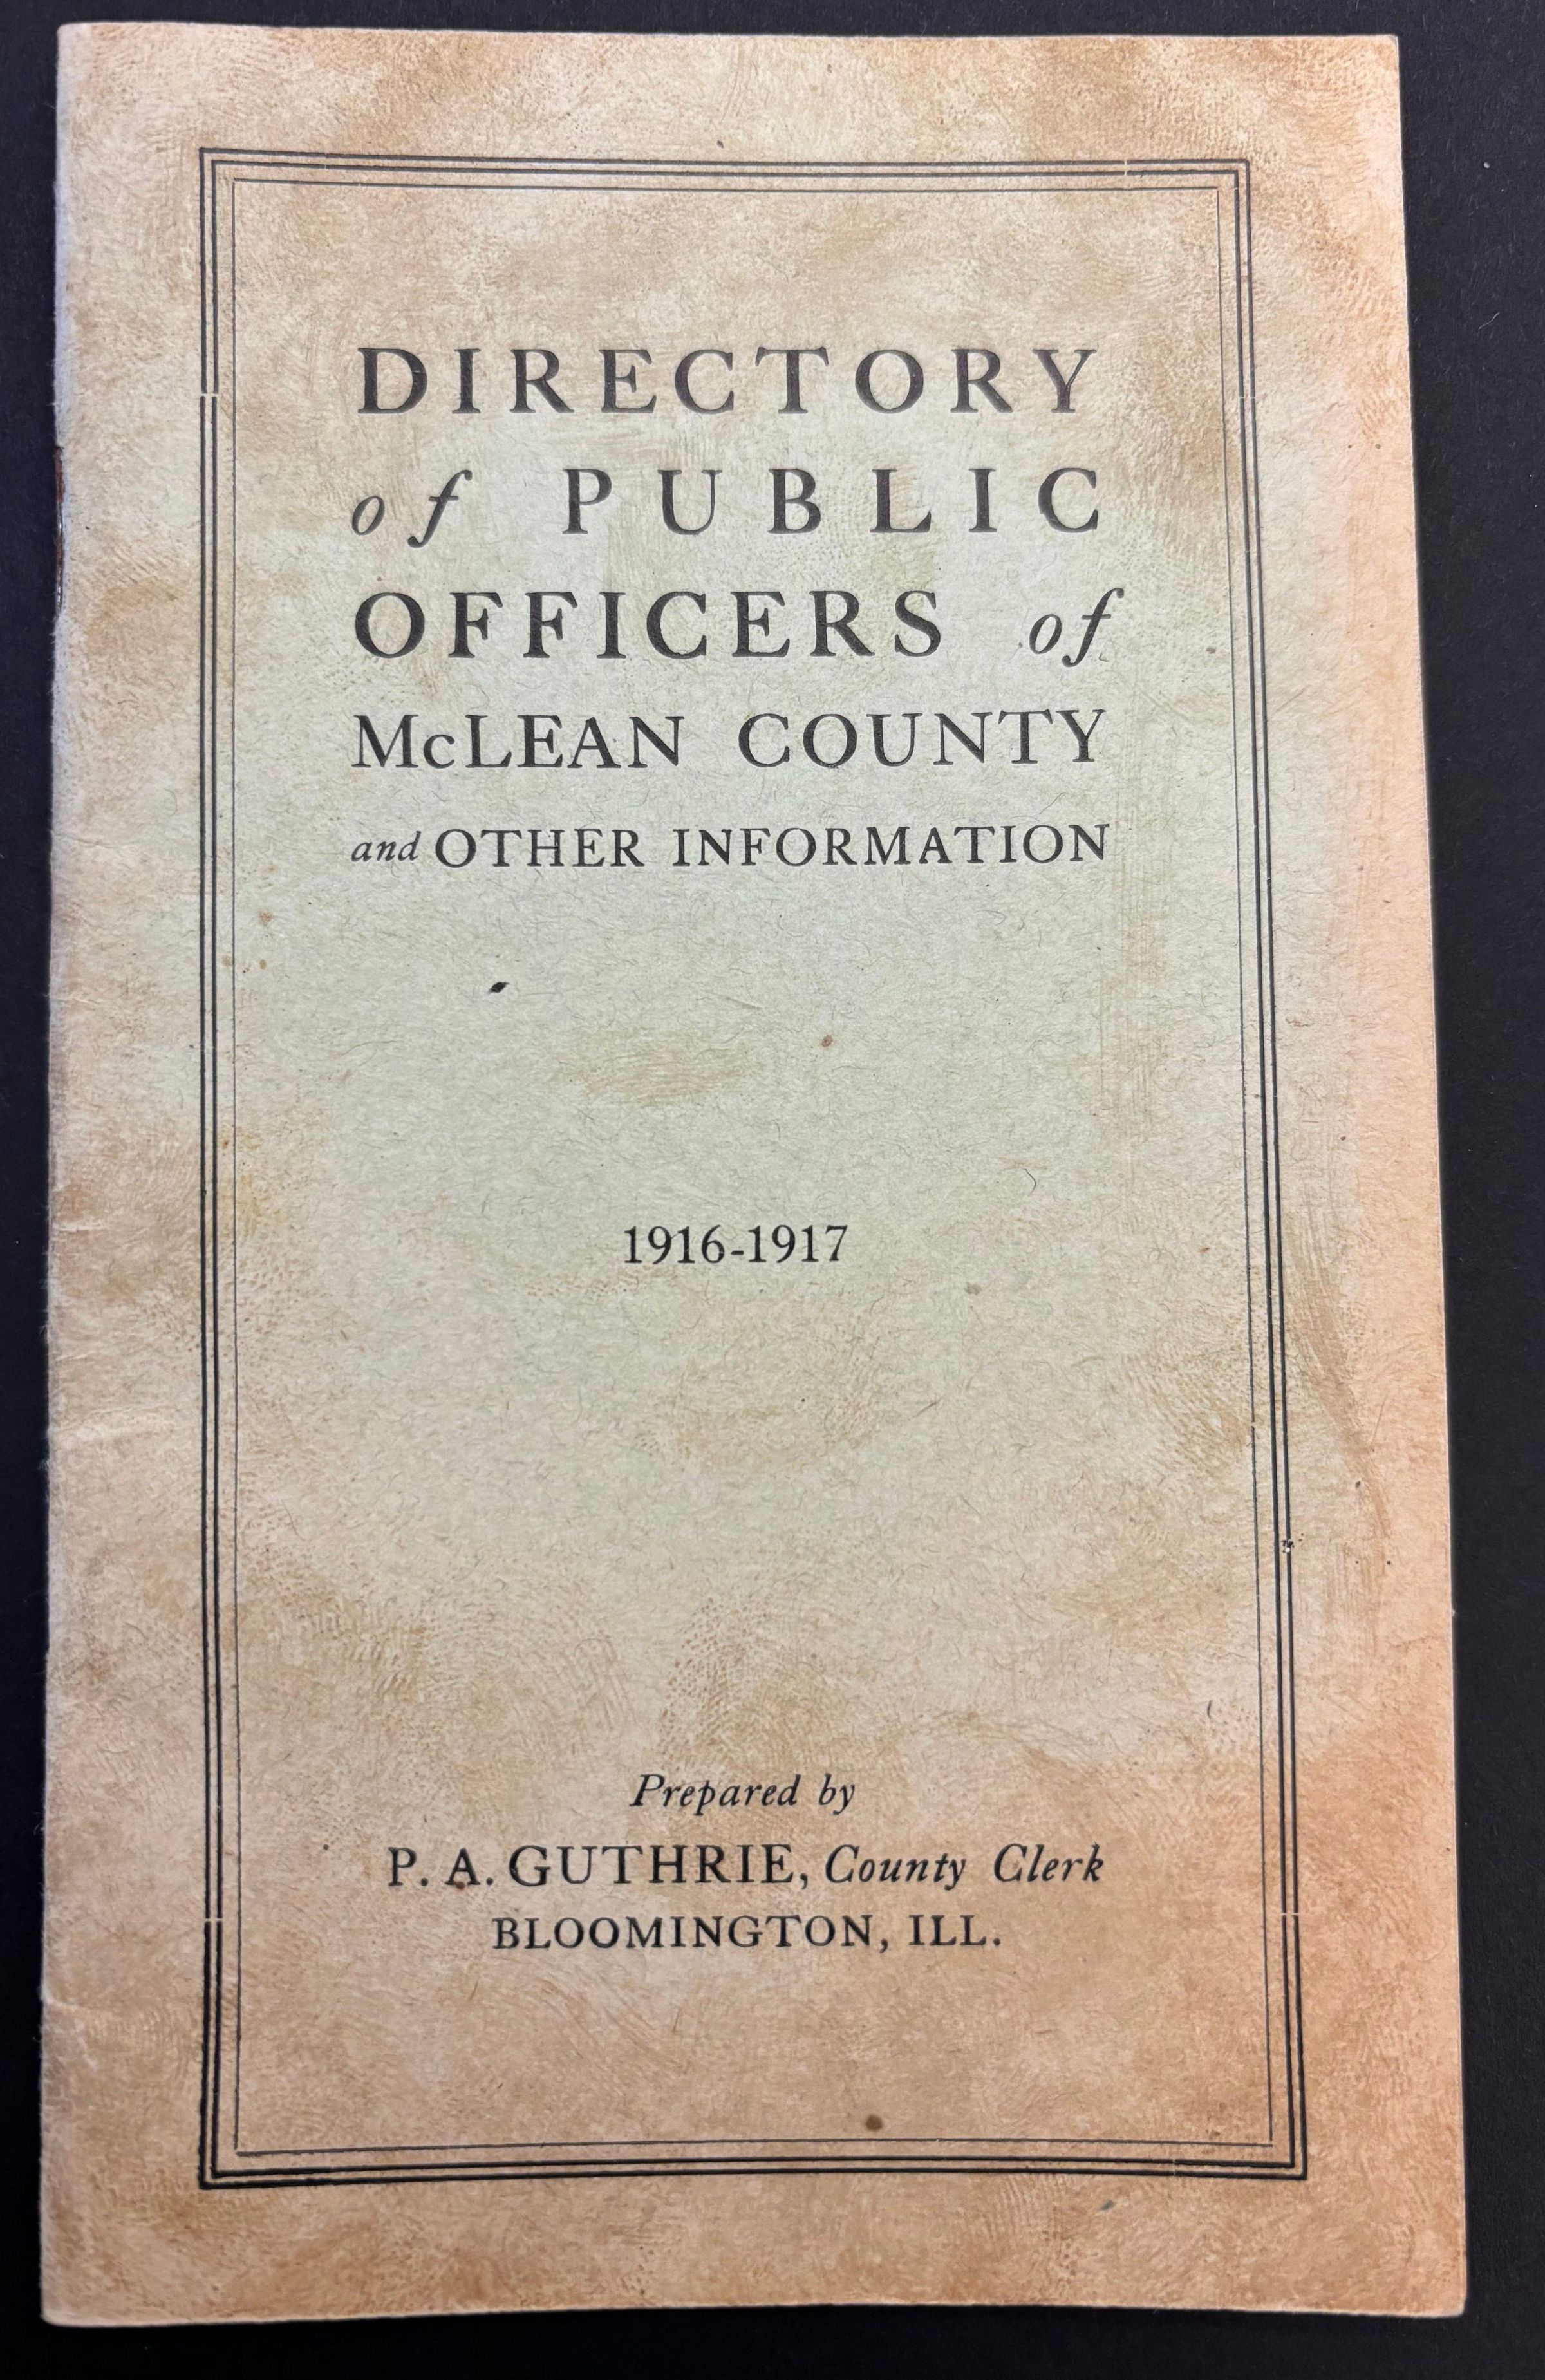 DIRECTORY
of PUBLIC
OFFICERS of
McLEAN COUNTY
and OTHER INFORMATION
1916-1917
Prepared by
P. A. GUTHRIE, County Clerk
BLOOMINGTON, ILL.